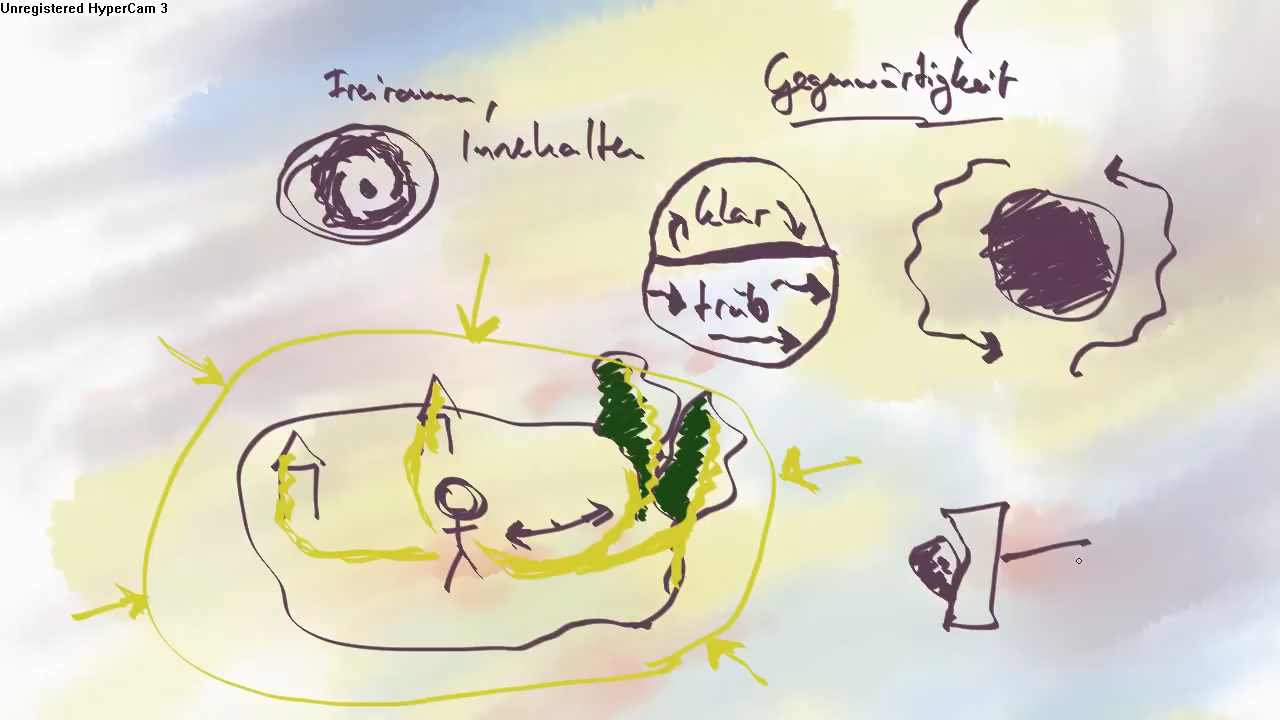 Unregistered HyperCam 3
Freiraum,
Innehalten
Gegenwärtigkeit
klar
trüb